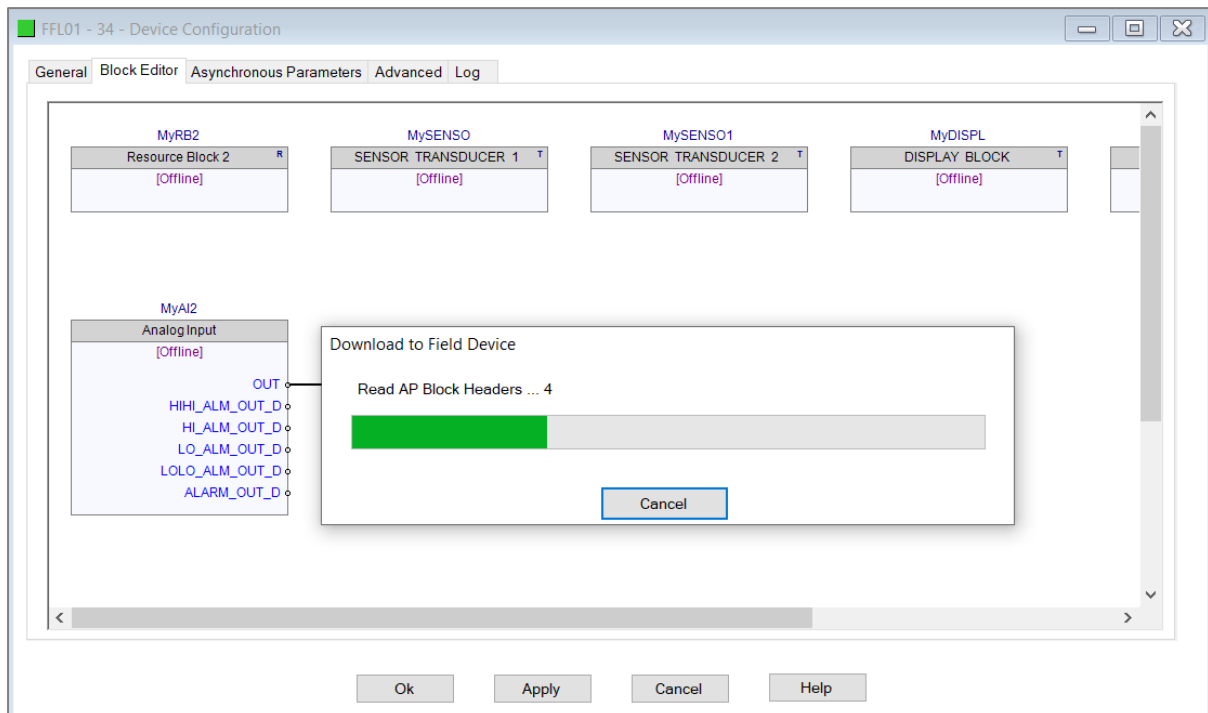 FFL01 - 34 - Device Configuration
General Block Editor Asynchronous Parameters Advanced Log
MyRB2 MySENSO MySENSO1 MyDISPL
Resource Block 2 R SENSOR TRANSDUCER 1 T SENSOR TRANSDUCER 2 T DISPLAY BLOCK T
[Offline] [Offline] [Offline] [Offline]
MyAI2
Analog Input
[Offline]
OUT
HIHI_ALM_OUT_D
HI_ALM_OUT_D
LO_ALM_OUT_D
LOLO_ALM_OUT_D
ALARM_OUT_D
Download to Field Device
Read AP Block Headers ... 4
Cancel
Ok Apply Cancel Help